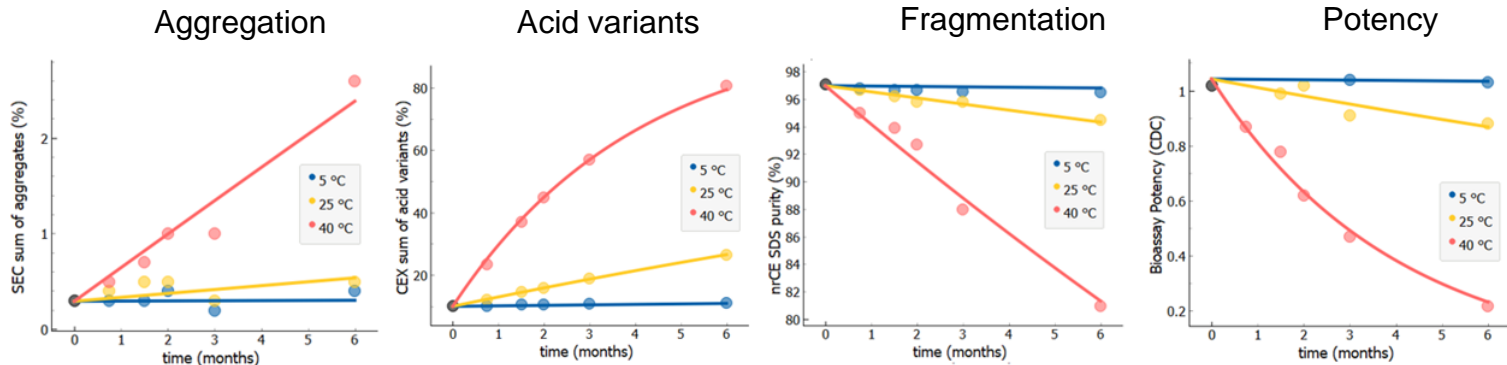 Aggregation
SEC sum of aggregates (%)
2
1
0
5 ºC
25 ºC
40 ºC
0 1 2 3 4 5 6
time (months)
Acid variants
CEX sum of acid variants (%)
80
60
40
20
5 ºC
25 ºC
40 ºC
0 1 2 3 4 5 6
time (months)
Fragmentation
nrCE SDS purity (%)
98
96
94
92
90
88
86
84
82
80
5 ºC
25 ºC
40 ºC
0 1 2 3 4 5 6
time (months)
Potency
Bioassay Potency (CDC)
1
0.8
0.6
0.4
0.2
5 ºC
25 ºC
40 ºC
0 1 2 3 4 5 6
time (months)